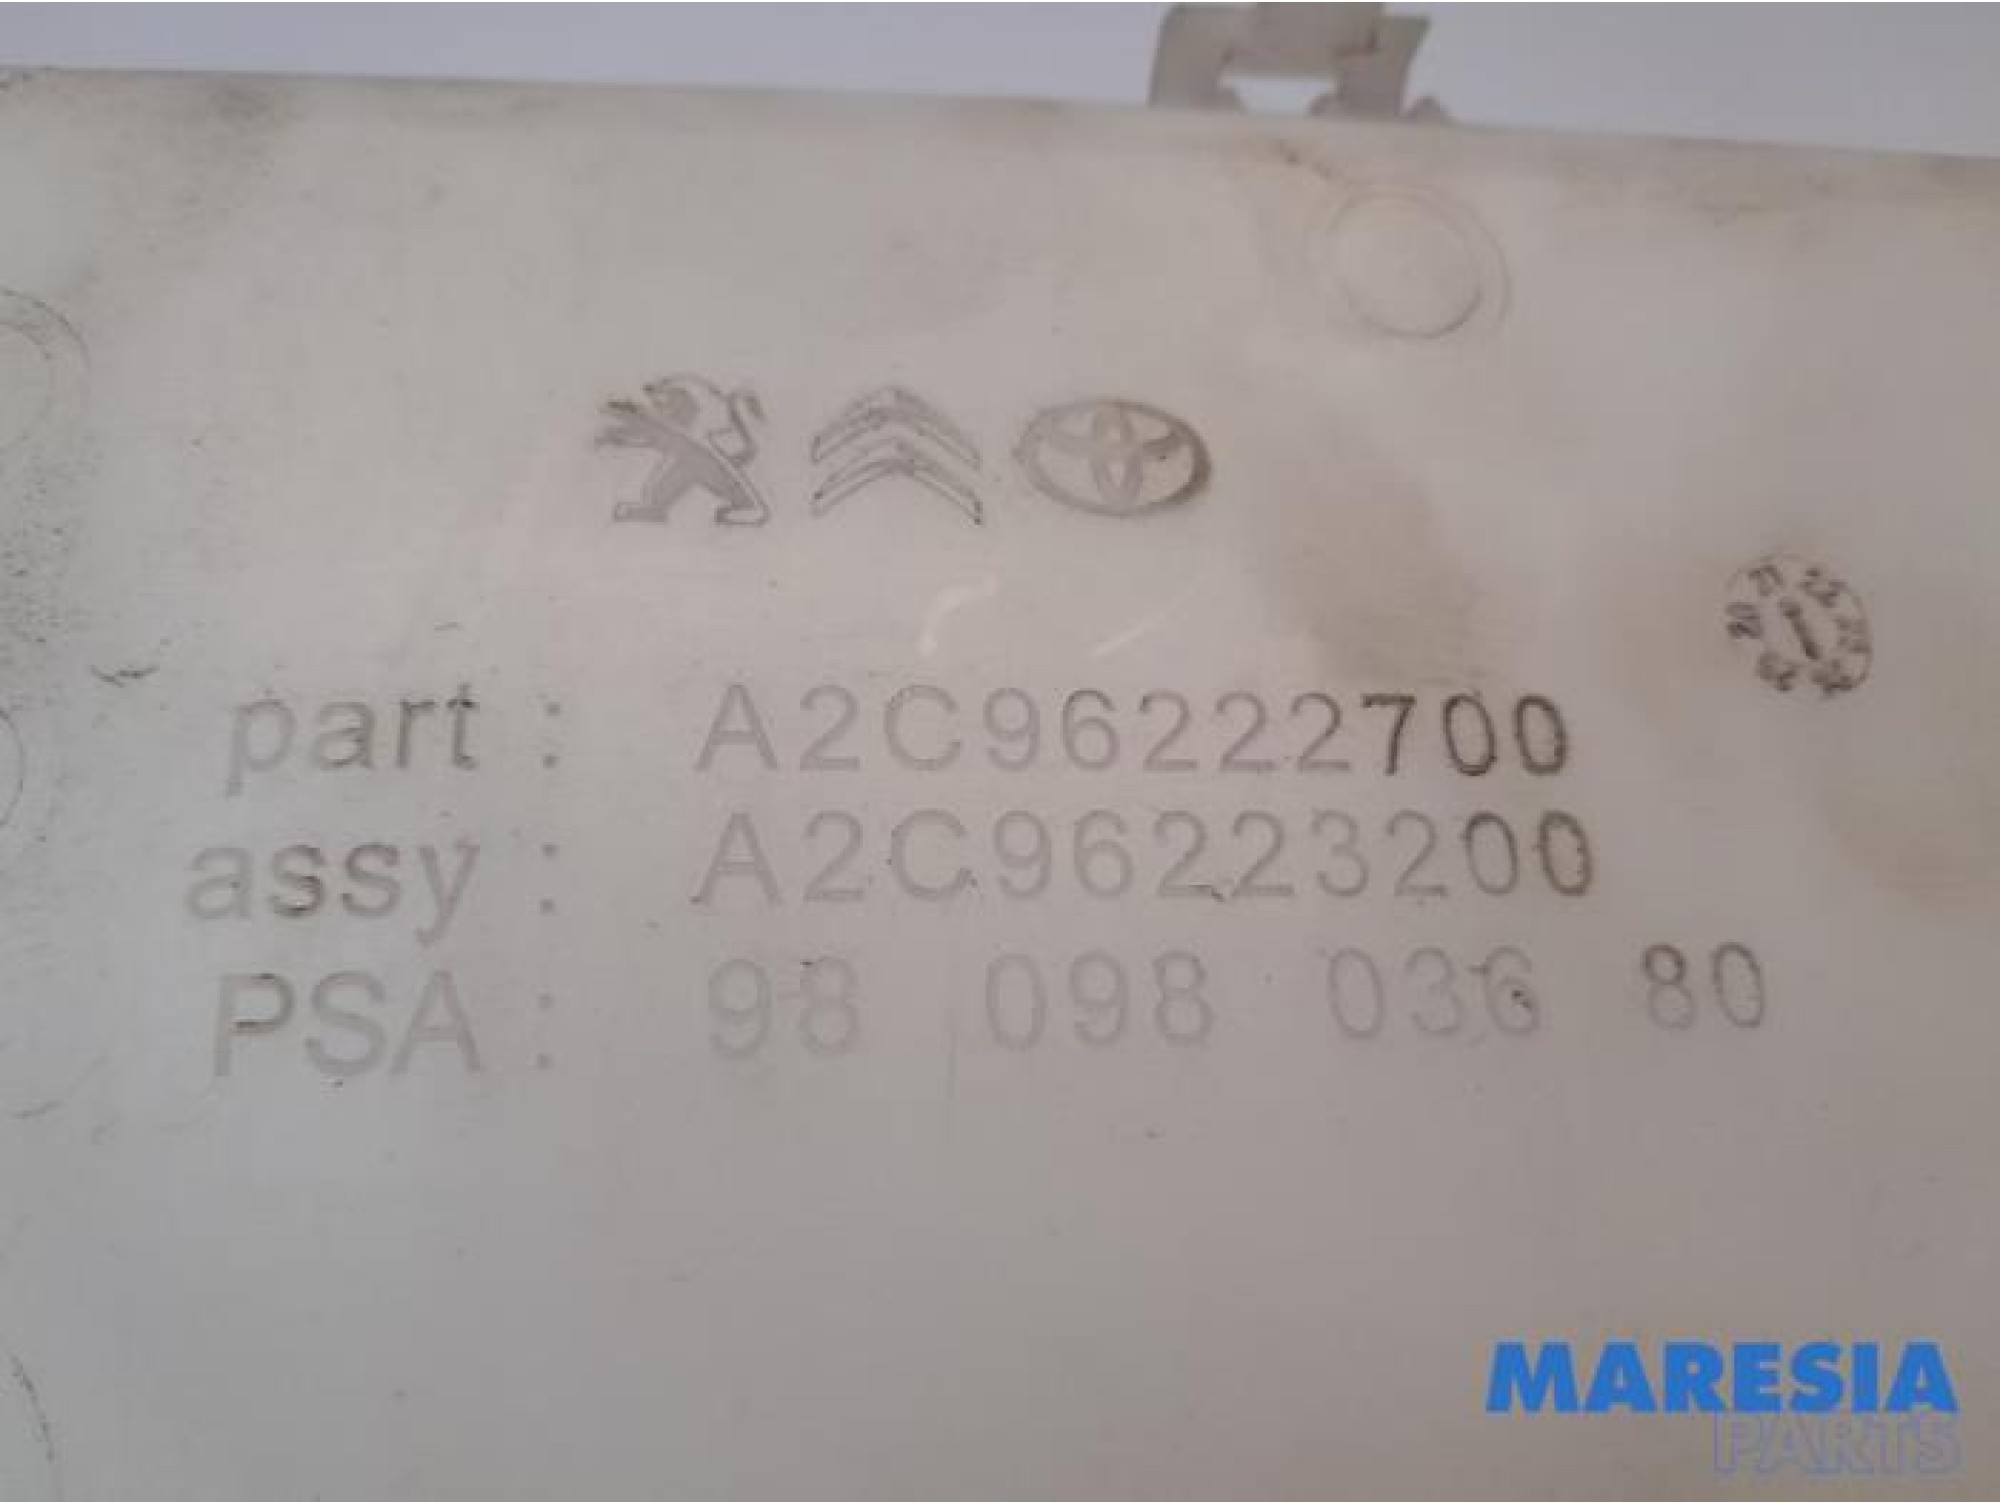 part : A2C96222700
assy : A2C96223200
PSA : 98 098 036 80
MARESIA
PARTS